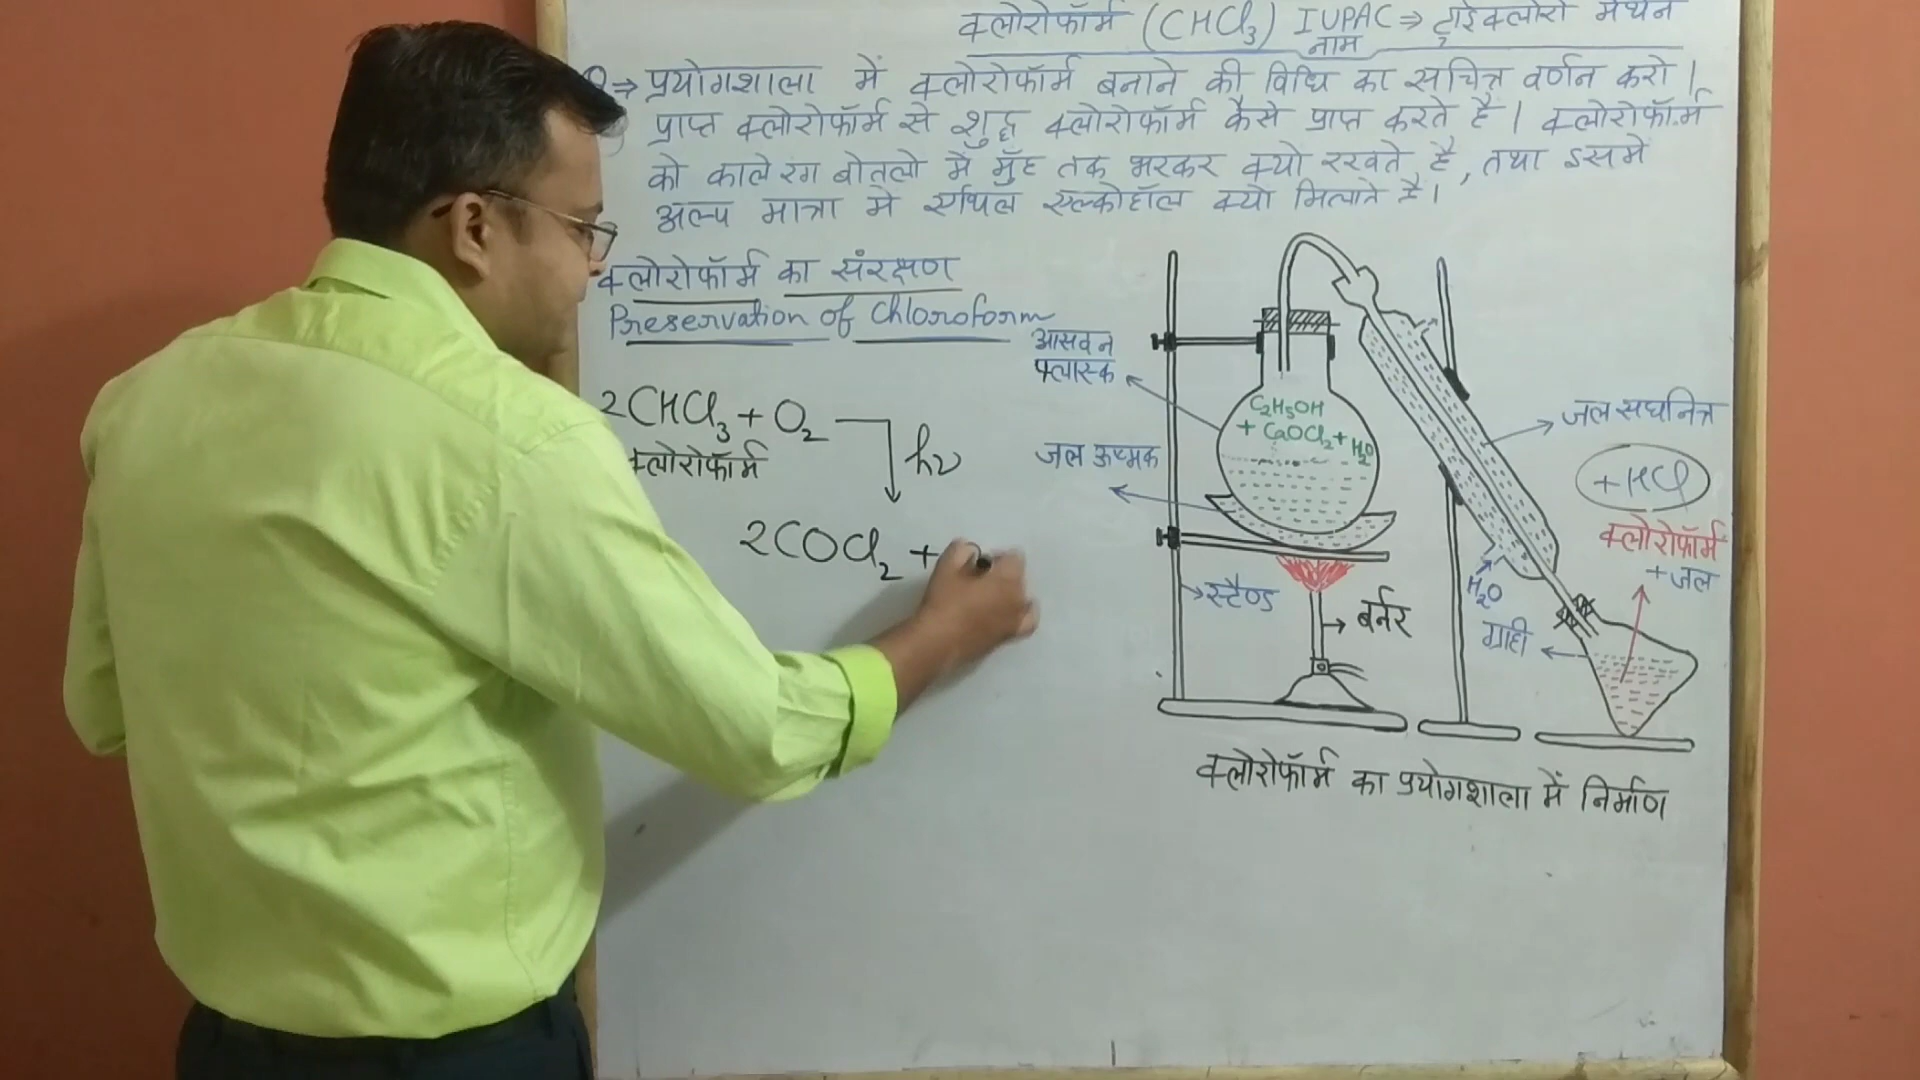 क्लोरोफॉर्म (CHCl₃) IUPAC ⇒ ट्राईक्लोरो मेथेन
नाम
Q⇒ प्रयोगशाला में क्लोरोफॉर्म बनाने की विधि का सचित्र वर्णन करो।
प्राप्त क्लोरोफॉर्म से शुद्ध क्लोरोफॉर्म कैसे प्राप्त करते है। क्लोरोफॉर्म
को काले रंग बोतलो में मुँह तक भरकर क्यो रखते है, तथा इसमें
अल्प मात्रा मे एथिल एल्कोहॉल क्यो मिलाते है।
क्लोरोफॉर्म का संरक्षण
Preservation of Chloroform
2CHCl₃ + O₂
क्लोरोफॉर्म
hν
2COCl₂ +
आसवन
फ्लास्क
C₂H₅OH
+ CaOCl₂ + H₂O
जल ऊष्मक
जल संघनित्र
+ HCl
क्लोरोफॉर्म
+ जल
H₂O
स्टैण्ड
बर्नर
ग्राही
क्लोरोफॉर्म का प्रयोगशाला में निर्माण